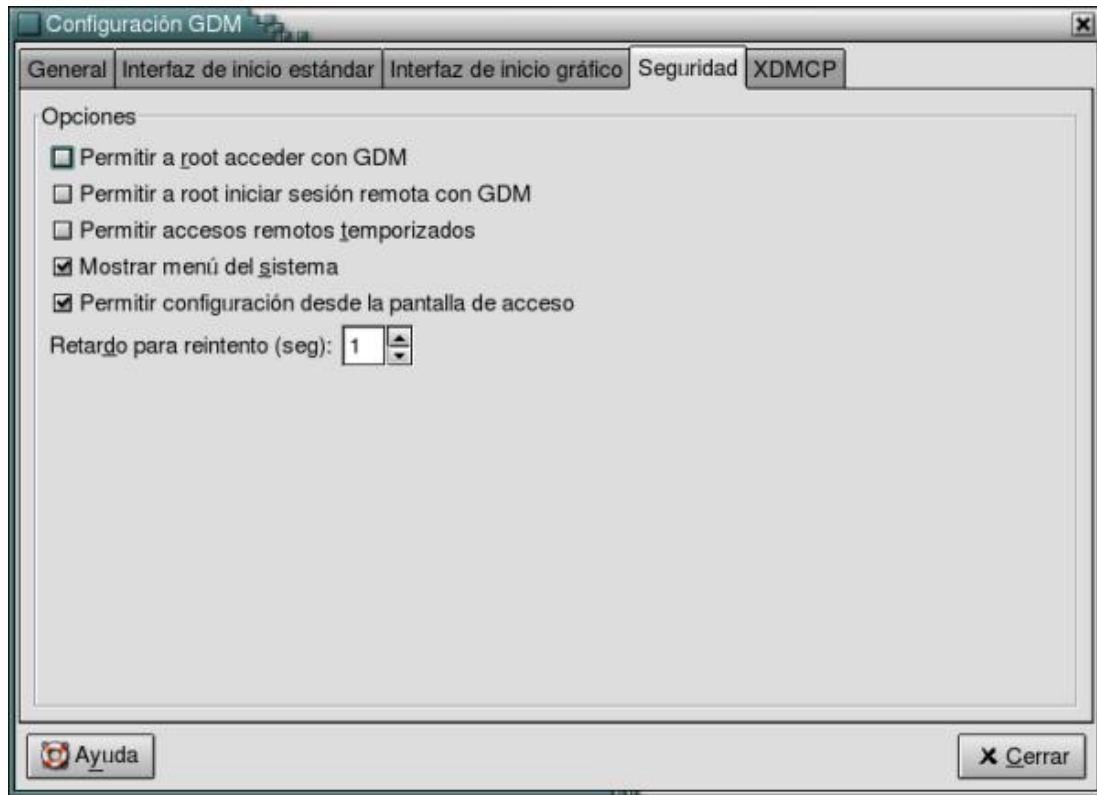 Configuración GDM
General Interfaz de inicio estándar Interfaz de inicio gráfico Seguridad XDMCP
Opciones
Permitir a root acceder con GDM
Permitir a root iniciar sesión remota con GDM
Permitir accesos remotos temporizados
Mostrar menú del sistema
Permitir configuración desde la pantalla de acceso
Retardo para reintento (seg): 1
Ayuda Cerrar